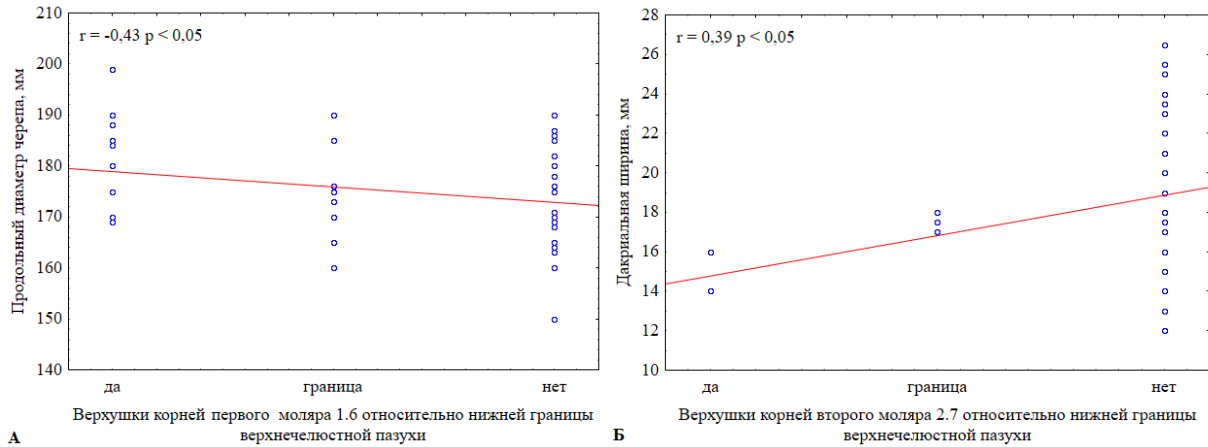 210
200
190
180
170
160
150
140
r = -0,43 p < 0,05
Продольный диаметр черепа, мм
да
граница
нет
Верхушки корней первого моляра 1.6 относительно нижней границы
верхнечелюстной пазухи
А
28
26
24
22
20
18
16
14
12
10
r = 0,39 p < 0,05
Дакриальная ширина, мм
да
граница
нет
Верхушки корней второго моляра 2.7 относительно нижней границы
верхнечелюстной пазухи
Б